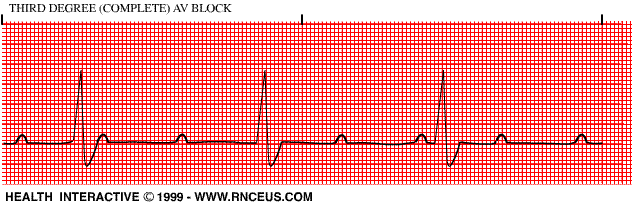 THIRD DEGREE (COMPLETE) AV BLOCK
HEALTH INTERACTIVE © 1999 - WWW.RNCEUS.COM